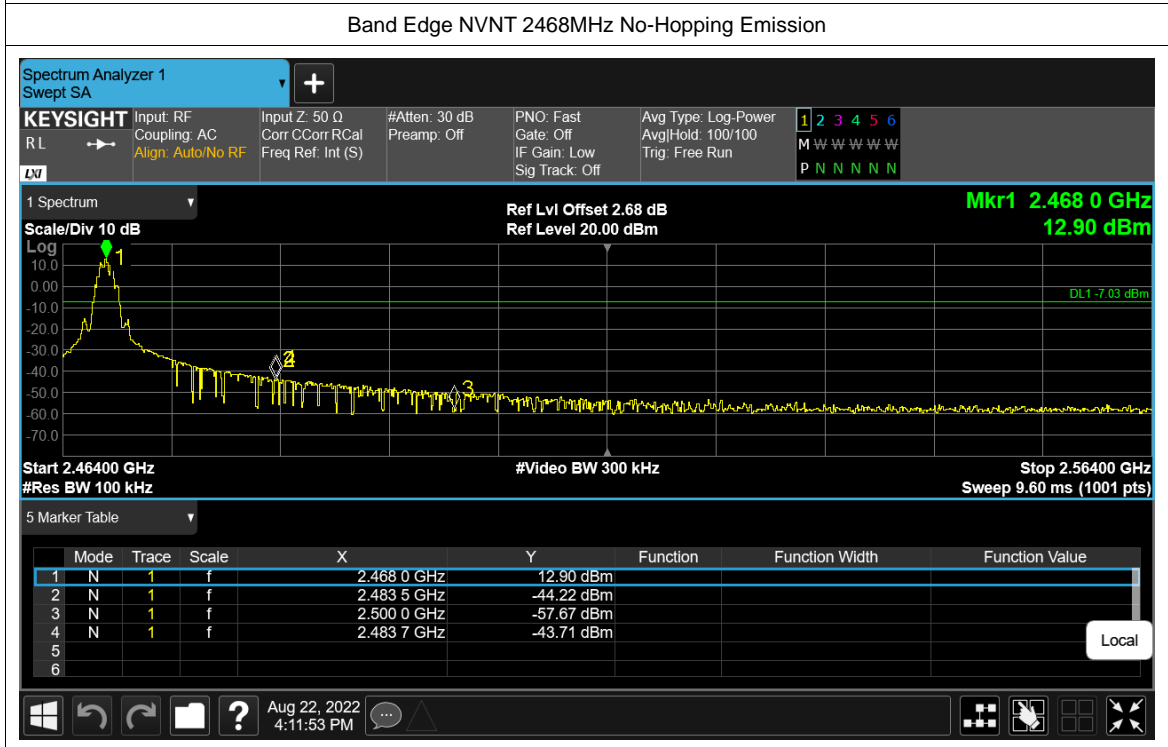 Band Edge NVNT 2468MHz No-Hopping Emission
Spectrum Analyzer 1
Swept SA
+
KEYSIGHT Input: RF Input Z: 50 Ω #Atten: 30 dB PNO: Fast Avg Type: Log-Power 1 2 3 4 5 6
R L Coupling: AC Corr CCorr RCal Preamp: Off Gate: Off Avg|Hold: 100/100 M W W W W W
Align: Auto/No RF Freq Ref: Int (S) IF Gain: Low Trig: Free Run
LXI Sig Track: Off P N N N N N
1 Spectrum Ref Lvl Offset 2.68 dB Mkr1 2.468 0 GHz
Scale/Div 10 dB Ref Level 20.00 dBm 12.90 dBm
Log
1
10.0
0.00
DL1 -7.03 dBm
-10.0
-20.0
-30.0
-40.0
-50.0
3
-60.0
-70.0
Start 2.46400 GHz #Video BW 300 kHz Stop 2.56400 GHz
#Res BW 100 kHz Sweep 9.60 ms (1001 pts)
5 Marker Table
Mode Trace Scale X Y Function Function Width Function Value
1 N 1 f 2.468 0 GHz 12.90 dBm
2 N 1 f 2.483 5 GHz -44.22 dBm
3 N 1 f 2.500 0 GHz -57.67 dBm
4 N 1 f 2.483 7 GHz -43.71 dBm
5
6
Local
? Aug 22, 2022
4:11:53 PM